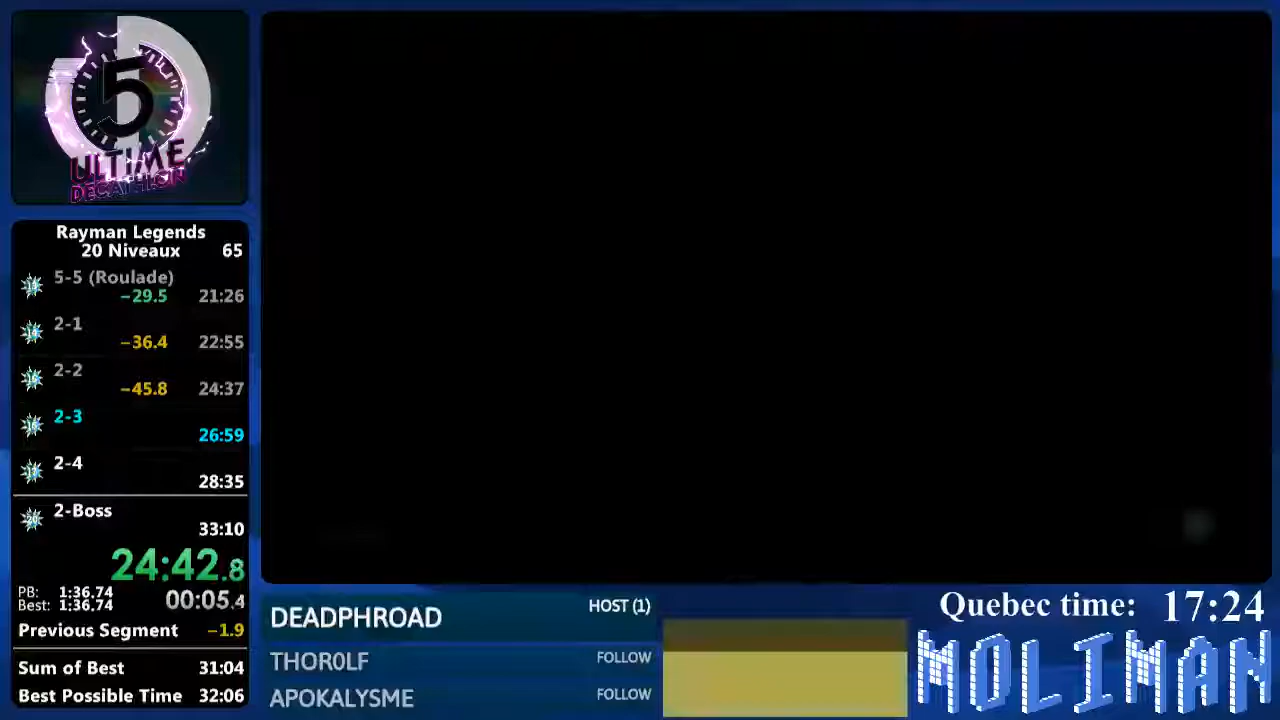 5
ULTIME
DECATHLON
Rayman Legends
20 Niveaux 65
5-5 (Roulade)
−29.5 21:26
2-1
−36.4 22:55
2-2
−45.8 24:37
2-3
26:59
2-4
28:35
2-Boss
33:10
24:42.8
PB: 1:36.74
Best: 1:36.74
00:05.4
Previous Segment −1.9
Sum of Best 31:04
Best Possible Time 32:06
DEADPHROAD HOST (1)
THOR0LF FOLLOW
APOKALYSME FOLLOW
Quebec time: 17:24
MOLIMAN